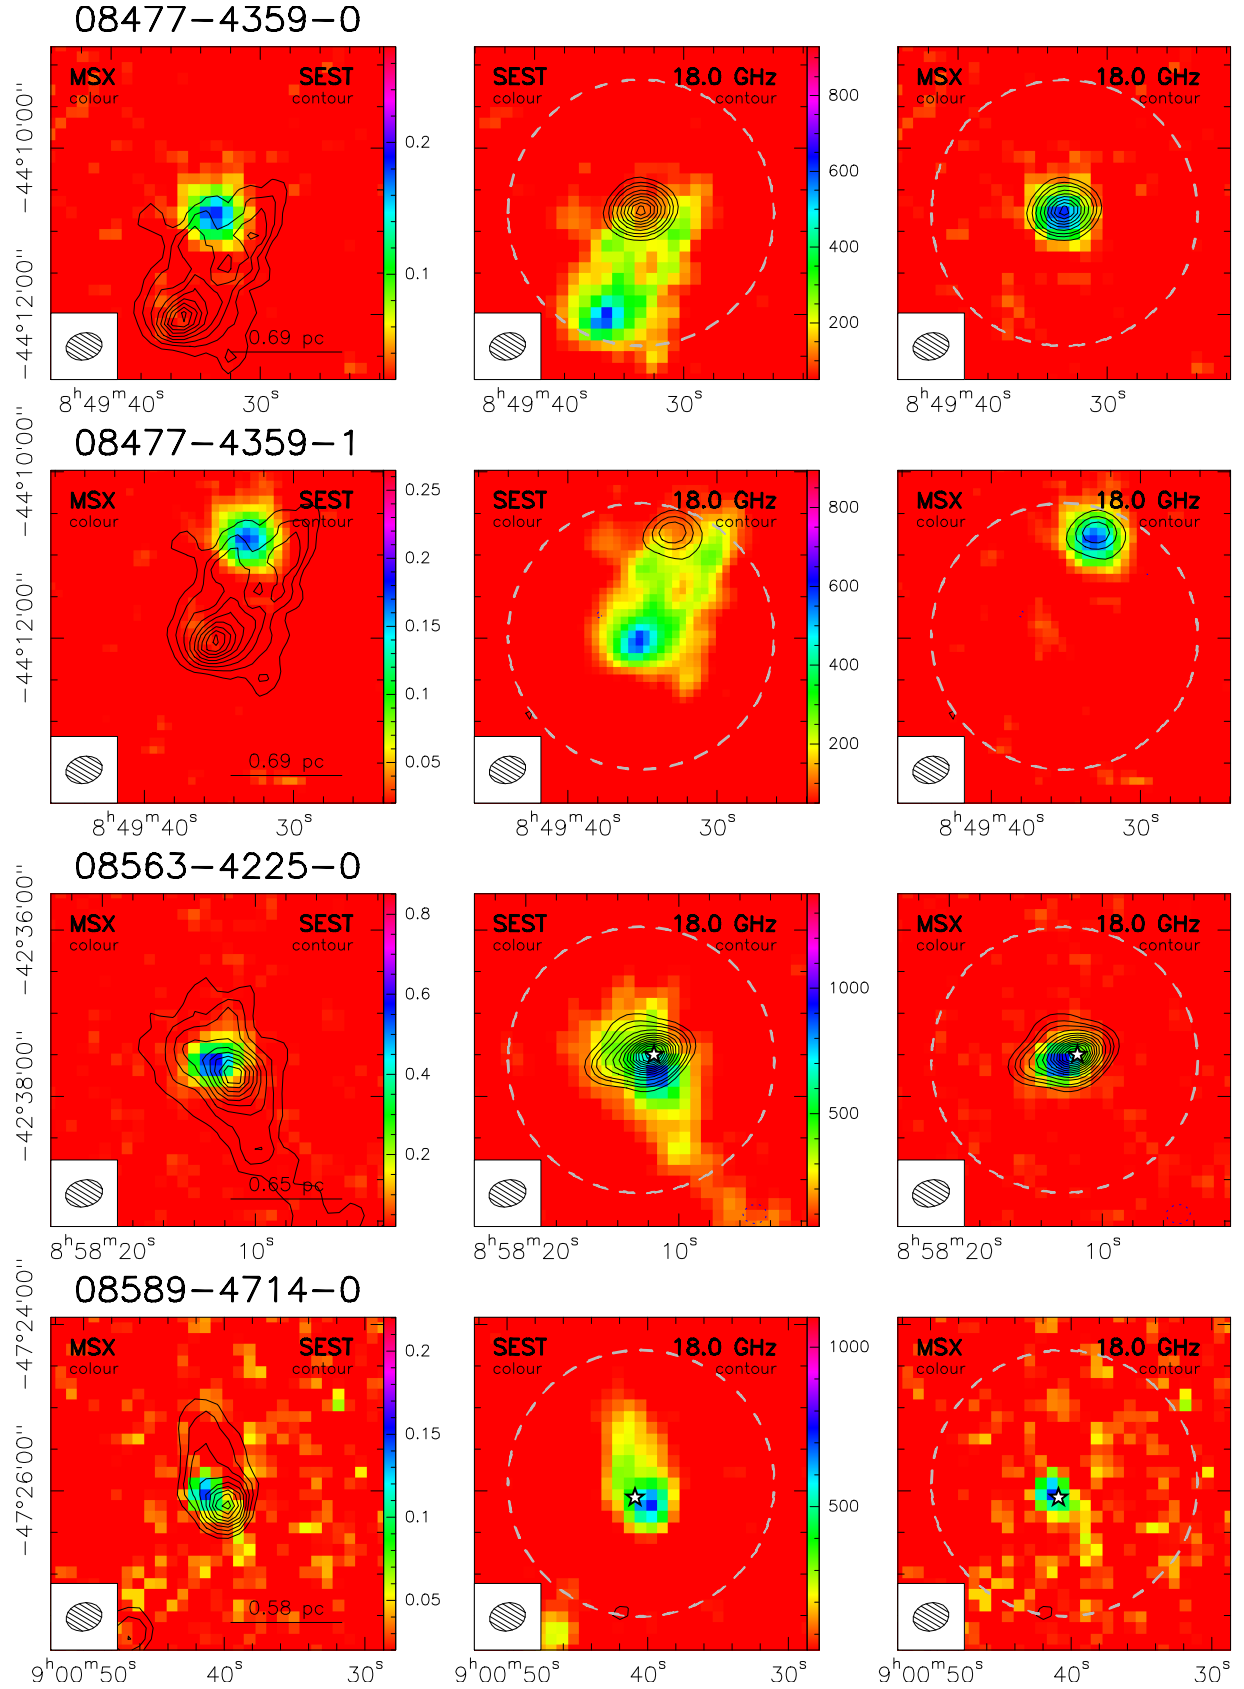 08477−4359−0
MSX SEST
colour contour
SEST 18.0 GHz
colour contour
MSX 18.0 GHz
colour contour
−44°10'00''
−44°12'00''
0.2
0.1
800
600
400
200
0.69 pc
8h49m40s 30s
8h49m40s 30s
8h49m40s 30s
08477−4359−1
MSX SEST
colour contour
SEST 18.0 GHz
colour contour
MSX 18.0 GHz
colour contour
−44°10'00''
−44°12'00''
0.25
0.2
0.15
0.1
0.05
800
600
400
200
0.69 pc
8h49m40s 30s
8h49m40s 30s
8h49m40s 30s
08563−4225−0
MSX SEST
colour contour
SEST 18.0 GHz
colour contour
MSX 18.0 GHz
colour contour
−42°36'00''
−42°38'00''
0.8
0.6
0.4
0.2
1000
500
0.65 pc
8h58m20s 10s
8h58m20s 10s
8h58m20s 10s
08589−4714−0
MSX SEST
colour contour
SEST 18.0 GHz
colour contour
MSX 18.0 GHz
colour contour
−47°24'00''
−47°26'00''
0.2
0.15
0.1
0.05
1000
500
0.58 pc
9h00m50s 40s 30s
9h00m50s 40s 30s
9h00m50s 40s 30s